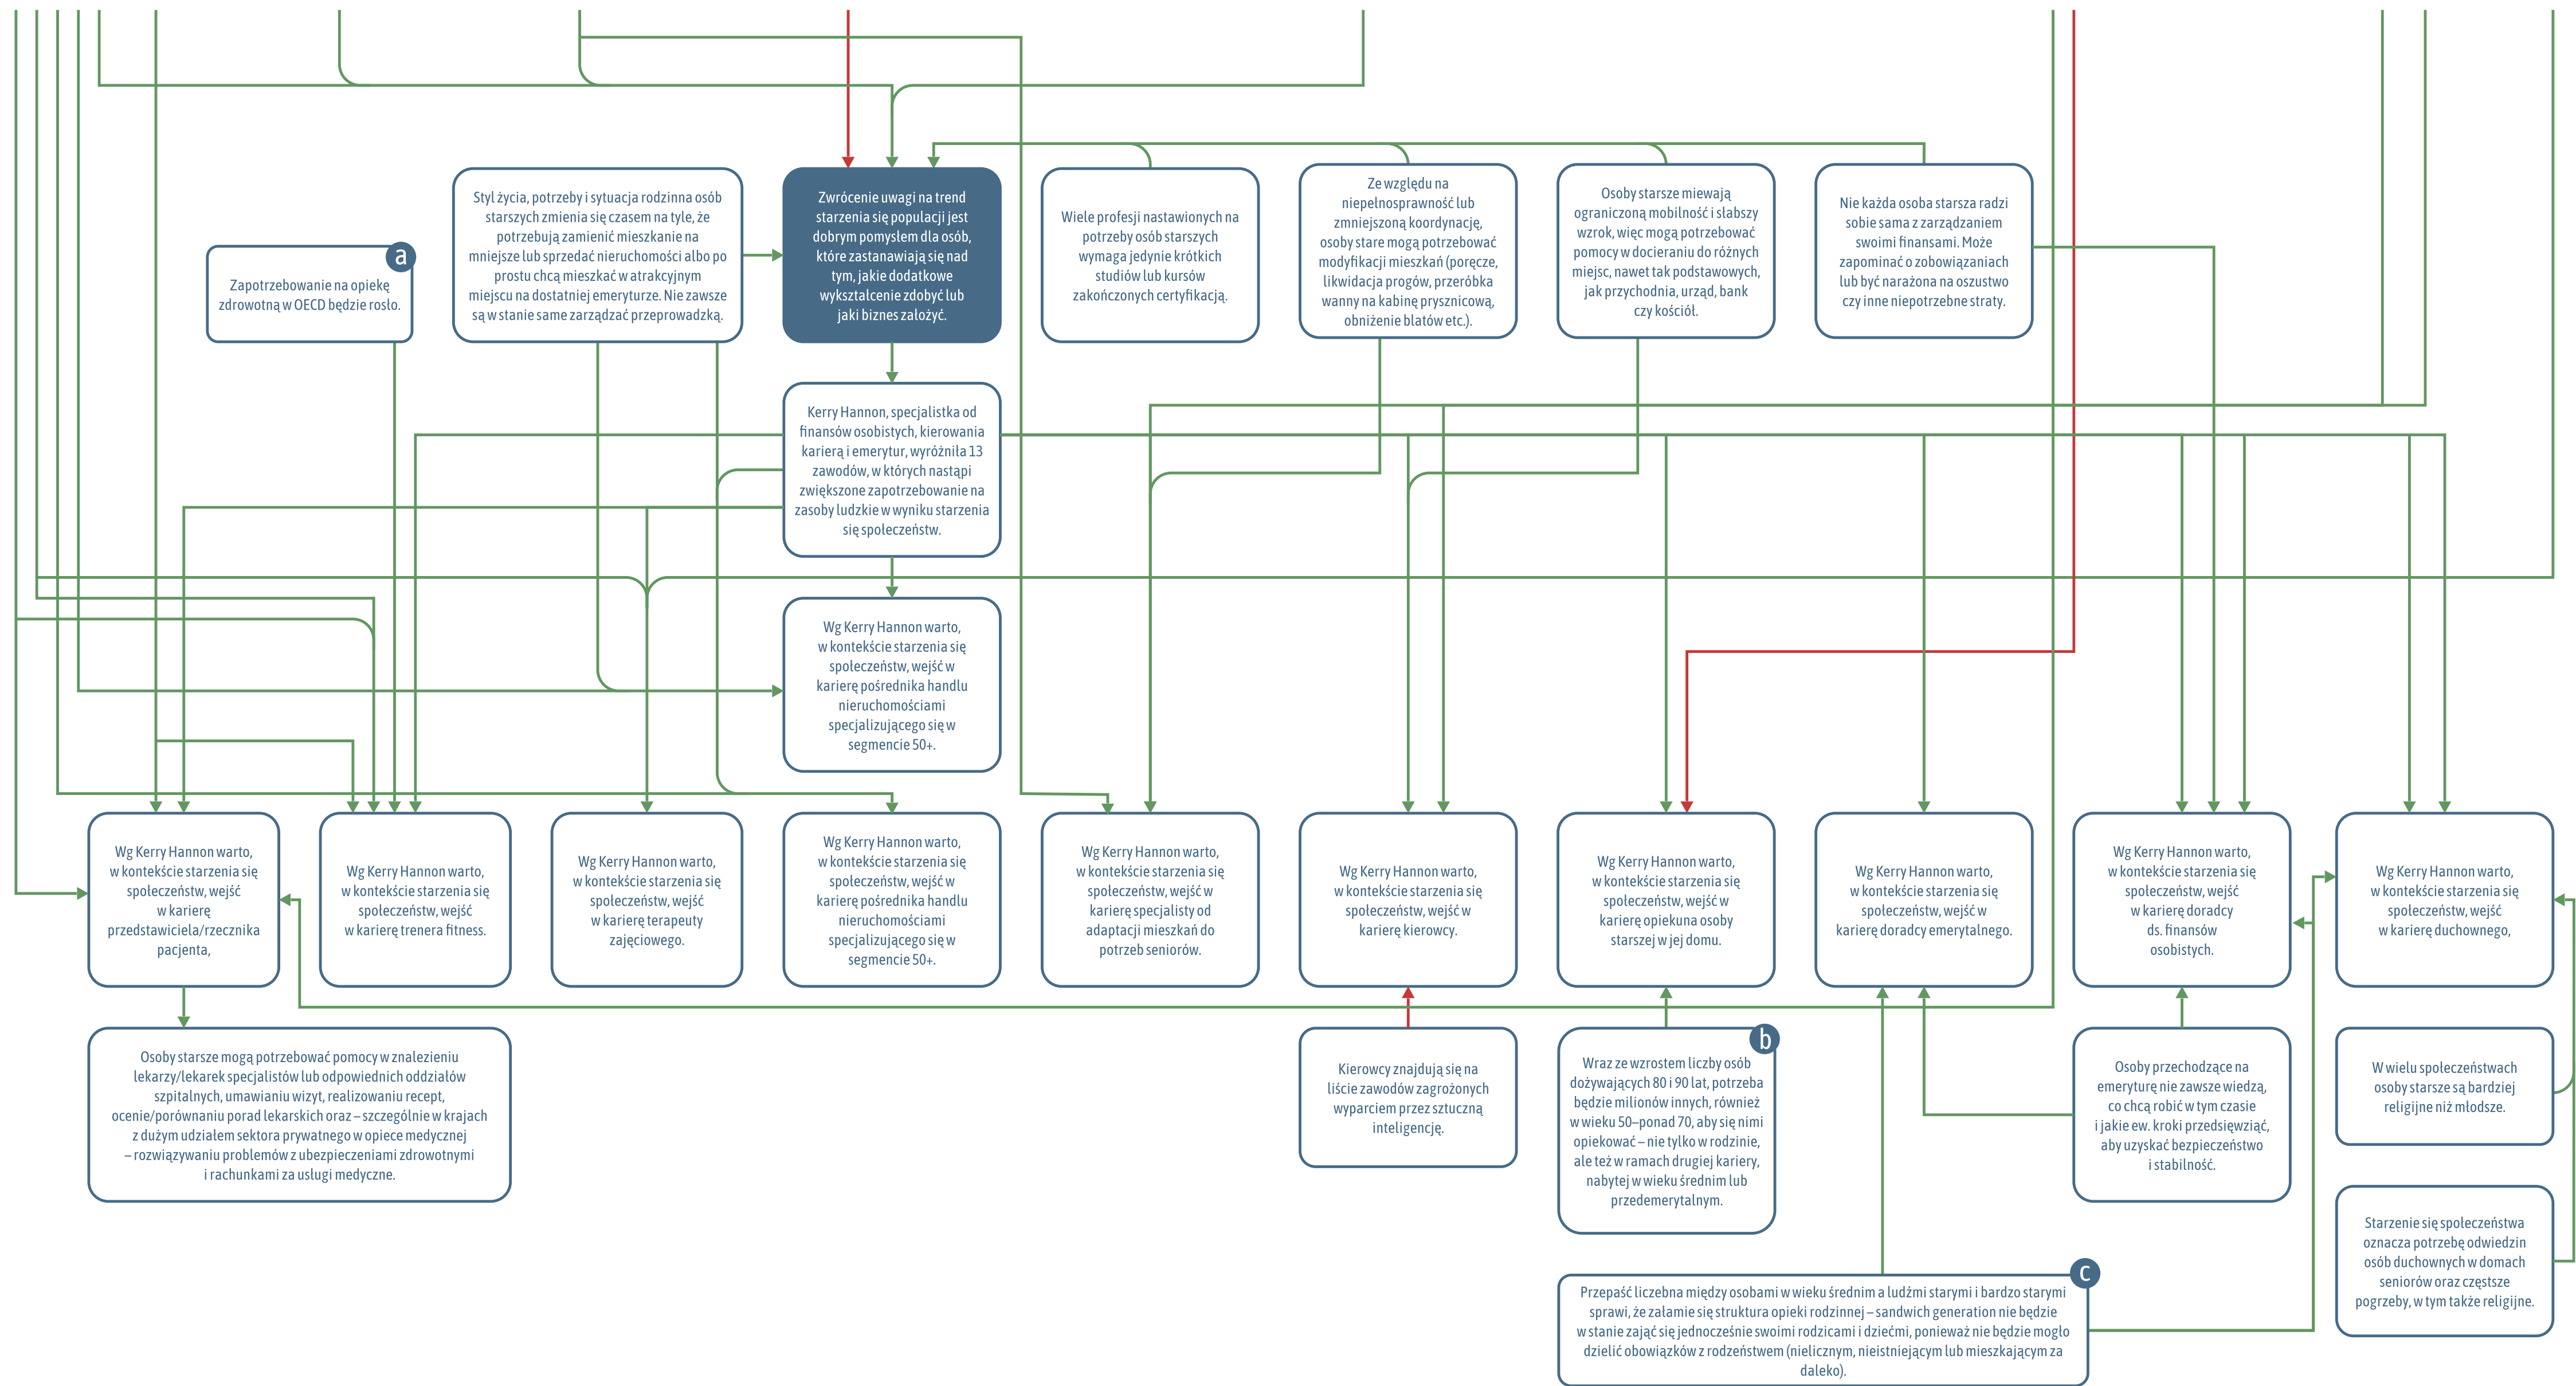 a
Zapotrzebowanie na opiekę
zdrowotną w OECD będzie rosło.
Styl życia, potrzeby i sytuacja rodzinna osób
starszych zmienia się czasem na tyle, że
potrzebują zamienić mieszkanie na
mniejsze lub sprzedać nieruchomości albo po
prostu chcą mieszkać w atrakcyjnym
miejscu na dostatniej emeryturze. Nie zawsze
są w stanie same zarządzać przeprowadzką.
Zwrócenie uwagi na trend
starzenia się populacji jest
dobrym pomysłem dla osób,
które zastanawiają się nad
tym, jakie dodatkowe
wykształcenie zdobyć lub
jaki biznes założyć.
Wiele profesji nastawionych na
potrzeby osób starszych
wymaga jedynie krótkich
studiów lub kursów
zakończonych certyfikacją.
Ze względu na
niepełnosprawność lub
zmniejszoną koordynację,
osoby stare mogą potrzebować
modyfikacji mieszkań (poręcze,
likwidacja progów, przeróbka
wanny na kabinę prysznicową,
obniżenie blatów etc.).
Osoby starsze miewają
ograniczoną mobilność i słabszy
wzrok, więc mogą potrzebować
pomocy w docieraniu do różnych
miejsc, nawet tak podstawowych,
jak przychodnia, urząd, bank
czy kościół.
Nie każda osoba starsza radzi
sobie sama z zarządzaniem
swoimi finansami. Może
zapominać o zobowiązaniach
lub być narażona na oszustwo
czy inne niepotrzebne straty.
Kerry Hannon, specjalistka od
finansów osobistych, kierowania
karierą i emerytur, wyróżniła 13
zawodów, w których nastąpi
zwiększone zapotrzebowanie na
zasoby ludzkie w wyniku starzenia
się społeczeństw.
Wg Kerry Hannon warto,
w kontekście starzenia się
społeczeństw, wejść w
karierę pośrednika handlu
nieruchomościami
specjalizującego się w
segmencie 50+.
Wg Kerry Hannon warto,
w kontekście starzenia się
społeczeństw, wejść
w karierę
przedstawiciela/rzecznika
pacjenta,
Wg Kerry Hannon warto,
w kontekście starzenia się
społeczeństw, wejść
w karierę trenera fitness.
Wg Kerry Hannon warto,
w kontekście starzenia się
społeczeństw, wejść
w karierę terapeuty
zajęciowego.
Wg Kerry Hannon warto,
w kontekście starzenia się
społeczeństw, wejść w
karierę pośrednika handlu
nieruchomościami
specjalizującego się w
segmencie 50+.
Wg Kerry Hannon warto,
w kontekście starzenia się
społeczeństw, wejść w
karierę specjalisty od
adaptacji mieszkań do
potrzeb seniorów.
Wg Kerry Hannon warto,
w kontekście starzenia się
społeczeństw, wejść w
karierę kierowcy.
Wg Kerry Hannon warto,
w kontekście starzenia się
społeczeństw, wejść w
karierę opiekuna osoby
starszej w jej domu.
Wg Kerry Hannon warto,
w kontekście starzenia się
społeczeństw, wejść w
karierę doradcy emerytalnego.
Wg Kerry Hannon warto,
w kontekście starzenia się
społeczeństw, wejść
w karierę doradcy
ds. finansów
osobistych.
Wg Kerry Hannon warto,
w kontekście starzenia się
społeczeństw, wejść
w karierę duchownego,
Osoby starsze mogą potrzebować pomocy w znalezieniu
lekarzy/lekarek specjalistów lub odpowiednich oddziałów
szpitalnych, umawianiu wizyt, realizowaniu recept,
ocenie/porównaniu porad lekarskich oraz – szczególnie w krajach
z dużym udziałem sektora prywatnego w opiece medycznej
– rozwiązywaniu problemów z ubezpieczeniami zdrowotnymi
i rachunkami za usługi medyczne.
Kierowcy znajdują się na
liście zawodów zagrożonych
wyparciem przez sztuczną
inteligencję.
b
Wraz ze wzrostem liczby osób
dożywających 80 i 90 lat, potrzeba
będzie milionów innych, również
w wieku 50–ponad 70, aby się nimi
opiekować – nie tylko w rodzinie,
ale też w ramach drugiej kariery,
nabytej w wieku średnim lub
przedemerytalnym.
Osoby przechodzące na
emeryturę nie zawsze wiedzą,
co chcą robić w tym czasie
i jakie ew. kroki przedsięwziąć,
aby uzyskać bezpieczeństwo
i stabilność.
W wielu społeczeństwach
osoby starsze są bardziej
religijne niż młodsze.
Starzenie się społeczeństwa
oznacza potrzebę odwiedzin
osób duchownych w domach
seniorów oraz częstsze
pogrzeby, w tym także religijne.
c
Przepaść liczebna między osobami w wieku średnim a ludźmi starymi i bardzo starymi
sprawi, że załamie się struktura opieki rodzinnej – sandwich generation nie będzie
w stanie zająć się jednocześnie swoimi rodzicami i dziećmi, ponieważ nie będzie mogło
dzielić obowiązków z rodzeństwem (nielicznym, nieistniejącym lub mieszkającym za
daleko).